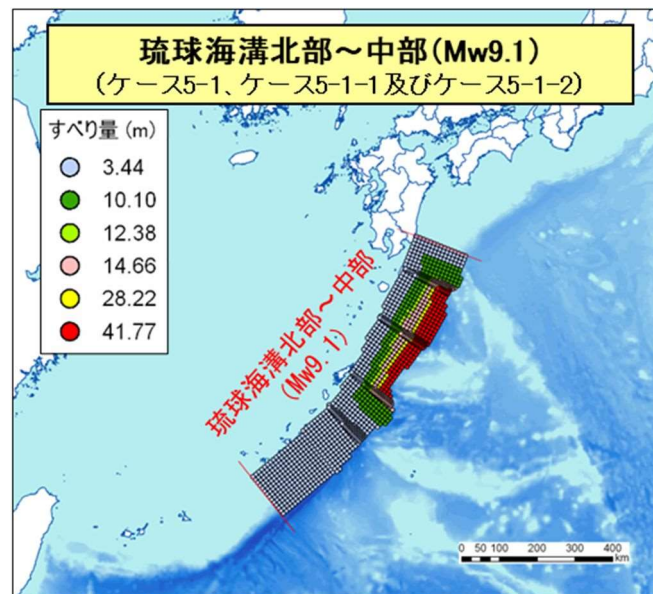 琉球海溝北部～中部(Mw9.1)
(ケース5-1、ケース5-1-1及びケース5-1-2)
すべり量 (m)
3.44
10.10
12.38
14.66
28.22
41.77
琉球海溝北部～中部
(Mw9.1)
0 50 100 200 300 400
km